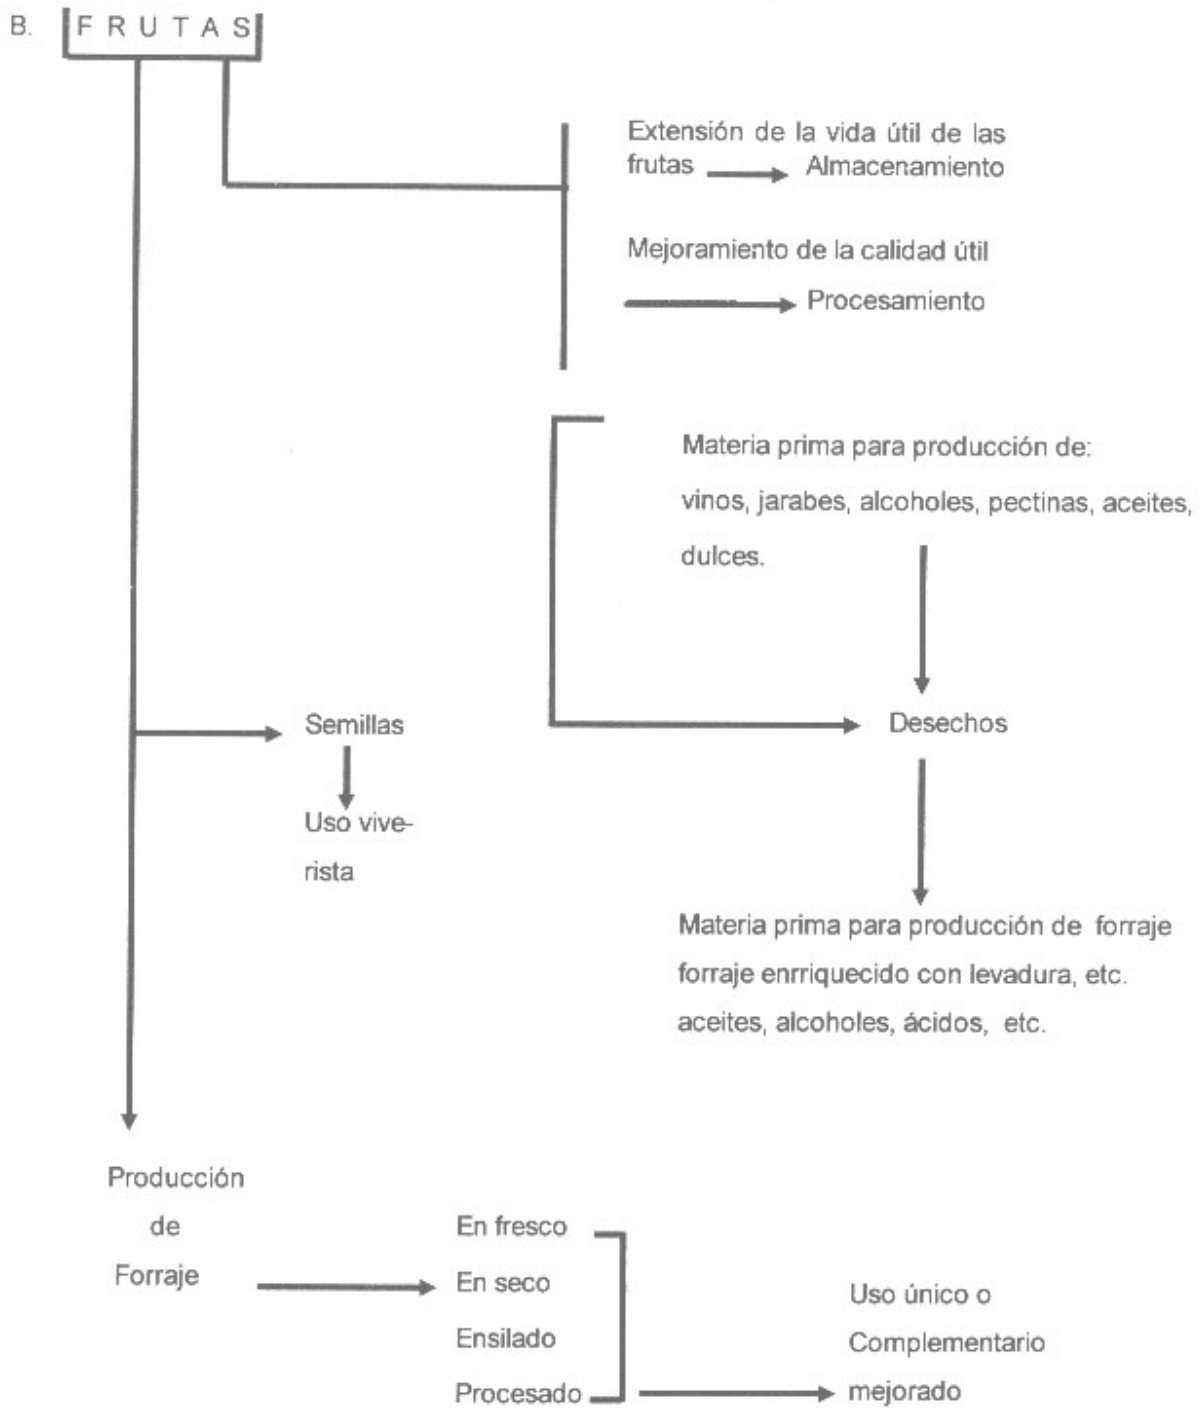 B. F R U T A S
Extensión de la vida útil de las
frutas Almacenamiento
Mejoramiento de la calidad útil
Procesamiento
Materia prima para producción de:
vinos, jarabes, alcoholes, pectinas, aceites,
dulces.
Semillas
Uso vive-
rista
Desechos
Materia prima para producción de forraje
forraje enrriquecido con levadura, etc.
aceites, alcoholes, ácidos, etc.
Producción
de
Forraje
En fresco
En seco
Ensilado
Procesado
Uso único o
Complementario
mejorado